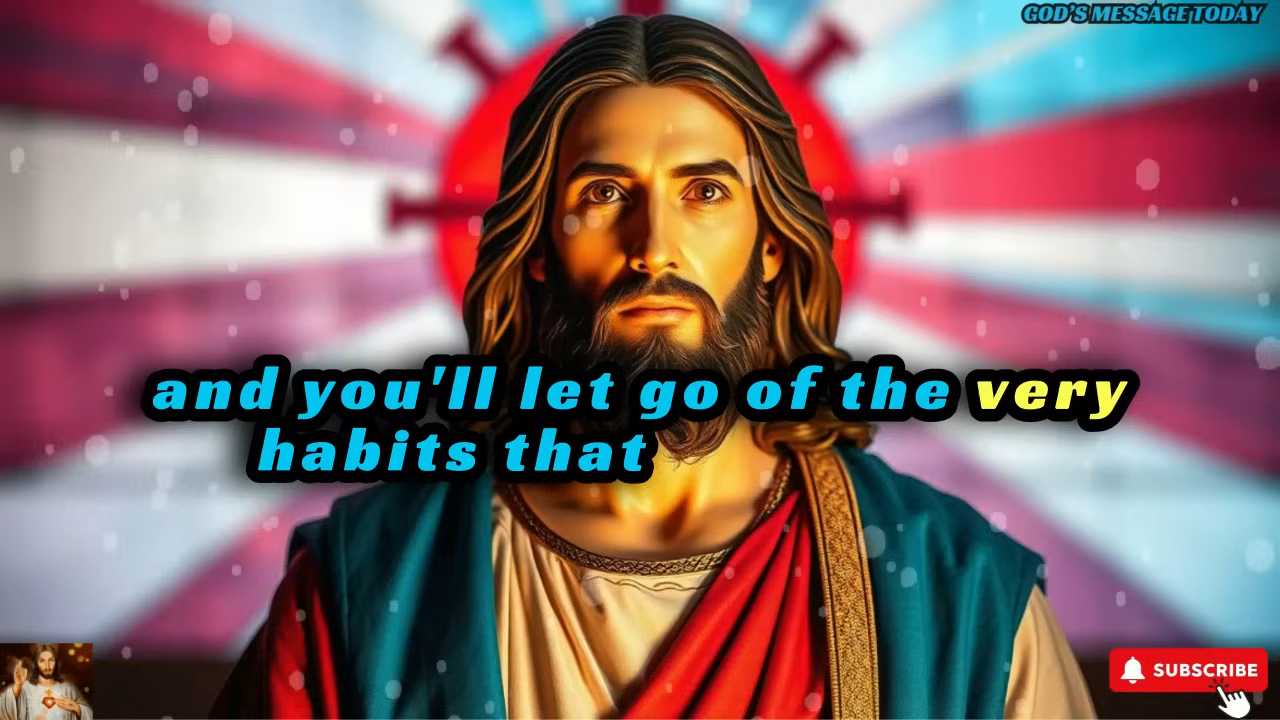 GOD'S MESSAGE TODAY
and you'll let go of the very
habits that
SUBSCRIBE